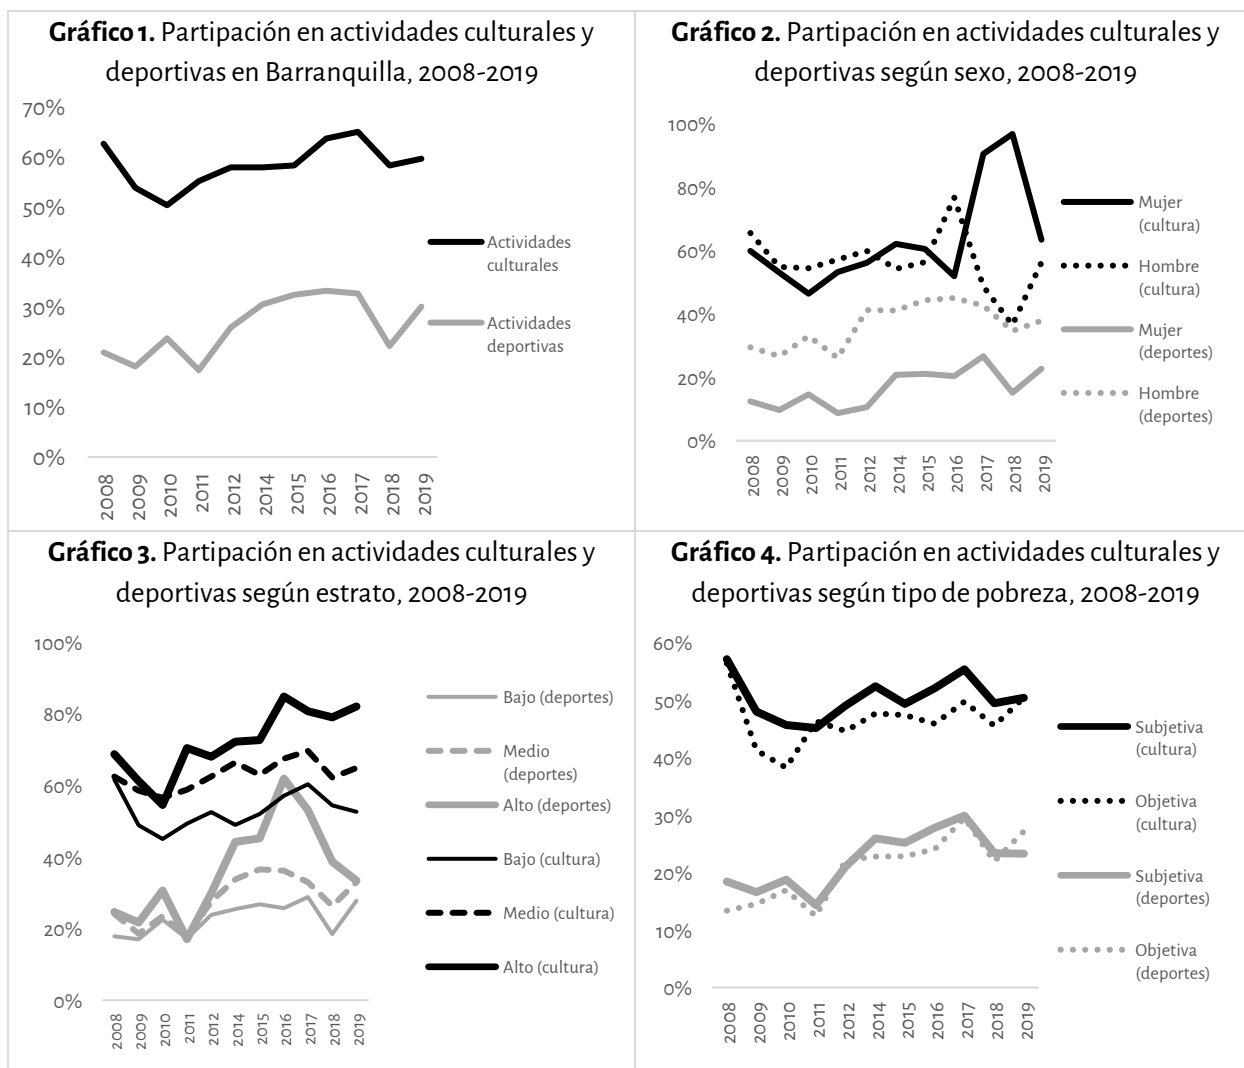 Gráfico 1. Partipación en actividades culturales y
deportivas en Barranquilla, 2008-2019
70%
60%
50%
40%
30%
20%
10%
0%
Actividades
culturales
Actividades
deportivas
2008
2009
2010
2011
2012
2014
2015
2016
2017
2018
2019
Gráfico 2. Partipación en actividades culturales y
deportivas según sexo, 2008-2019
100%
80%
60%
40%
20%
0%
Mujer
(cultura)
Hombre
(cultura)
Mujer
(deportes)
Hombre
(deportes)
2008
2009
2010
2011
2012
2014
2015
2016
2017
2018
2019
Gráfico 3. Partipación en actividades culturales y
deportivas según estrato, 2008-2019
100%
80%
60%
40%
20%
0%
Bajo (deportes)
Medio
(deportes)
Alto (deportes)
Bajo (cultura)
Medio (cultura)
Alto (cultura)
2008
2009
2010
2011
2012
2014
2015
2016
2017
2018
2019
Gráfico 4. Partipación en actividades culturales y
deportivas según tipo de pobreza, 2008-2019
60%
50%
40%
30%
20%
10%
0%
Subjetiva
(cultura)
Objetiva
(cultura)
Subjetiva
(deportes)
Objetiva
(deportes)
2008
2009
2010
2011
2012
2014
2015
2016
2017
2018
2019